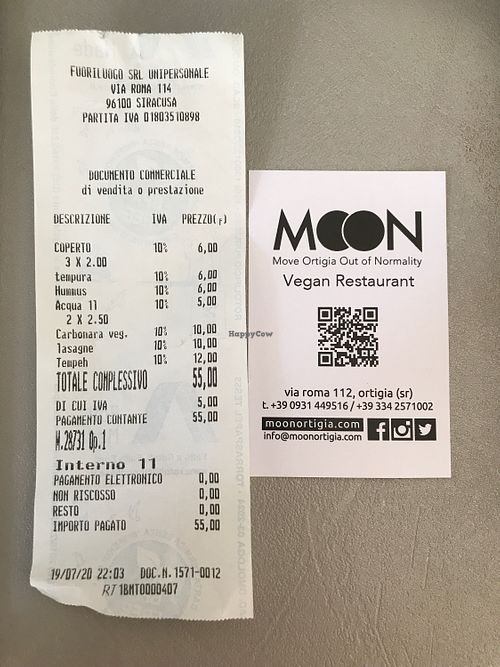 FUORILUOGO SRL UNIPERSONALE
VIA ROMA 114
96100 SIRACUSA
PARTITA IVA 01803510898
DOCUMENTO COMMERCIALE
di vendita o prestazione
DESCRIZIONE IVA PREZZO(€)
COPERTO 10% 6,00
3 X 2.00
tempura 10% 6,00
Hummus 10% 6,00
Acqua 1l 10% 5,00
2 X 2.50
Carbonara veg. 10% 10,00
lasagne 10% 10,00
Tempeh 10% 12,00
TOTALE COMPLESSIVO 55,00
DI CUI IVA 5,00
PAGAMENTO CONTANTE 55,00
N.28731 Op.1
Interno 11
PAGAMENTO ELETTRONICO 0,00
NON RISCOSSO 0,00
RESTO 0,00
IMPORTO PAGATO 55,00
19/07/20 22:03 DOC.N.1571-0012
RT 1BMT0000407
MOON
Move Ortigia Out of Normality
Vegan Restaurant
via roma 112, ortigia (sr)
t. +39 0931 449516 / +39 334 2571002
moonortigia.com
info@moonortigia.com
HappyCow